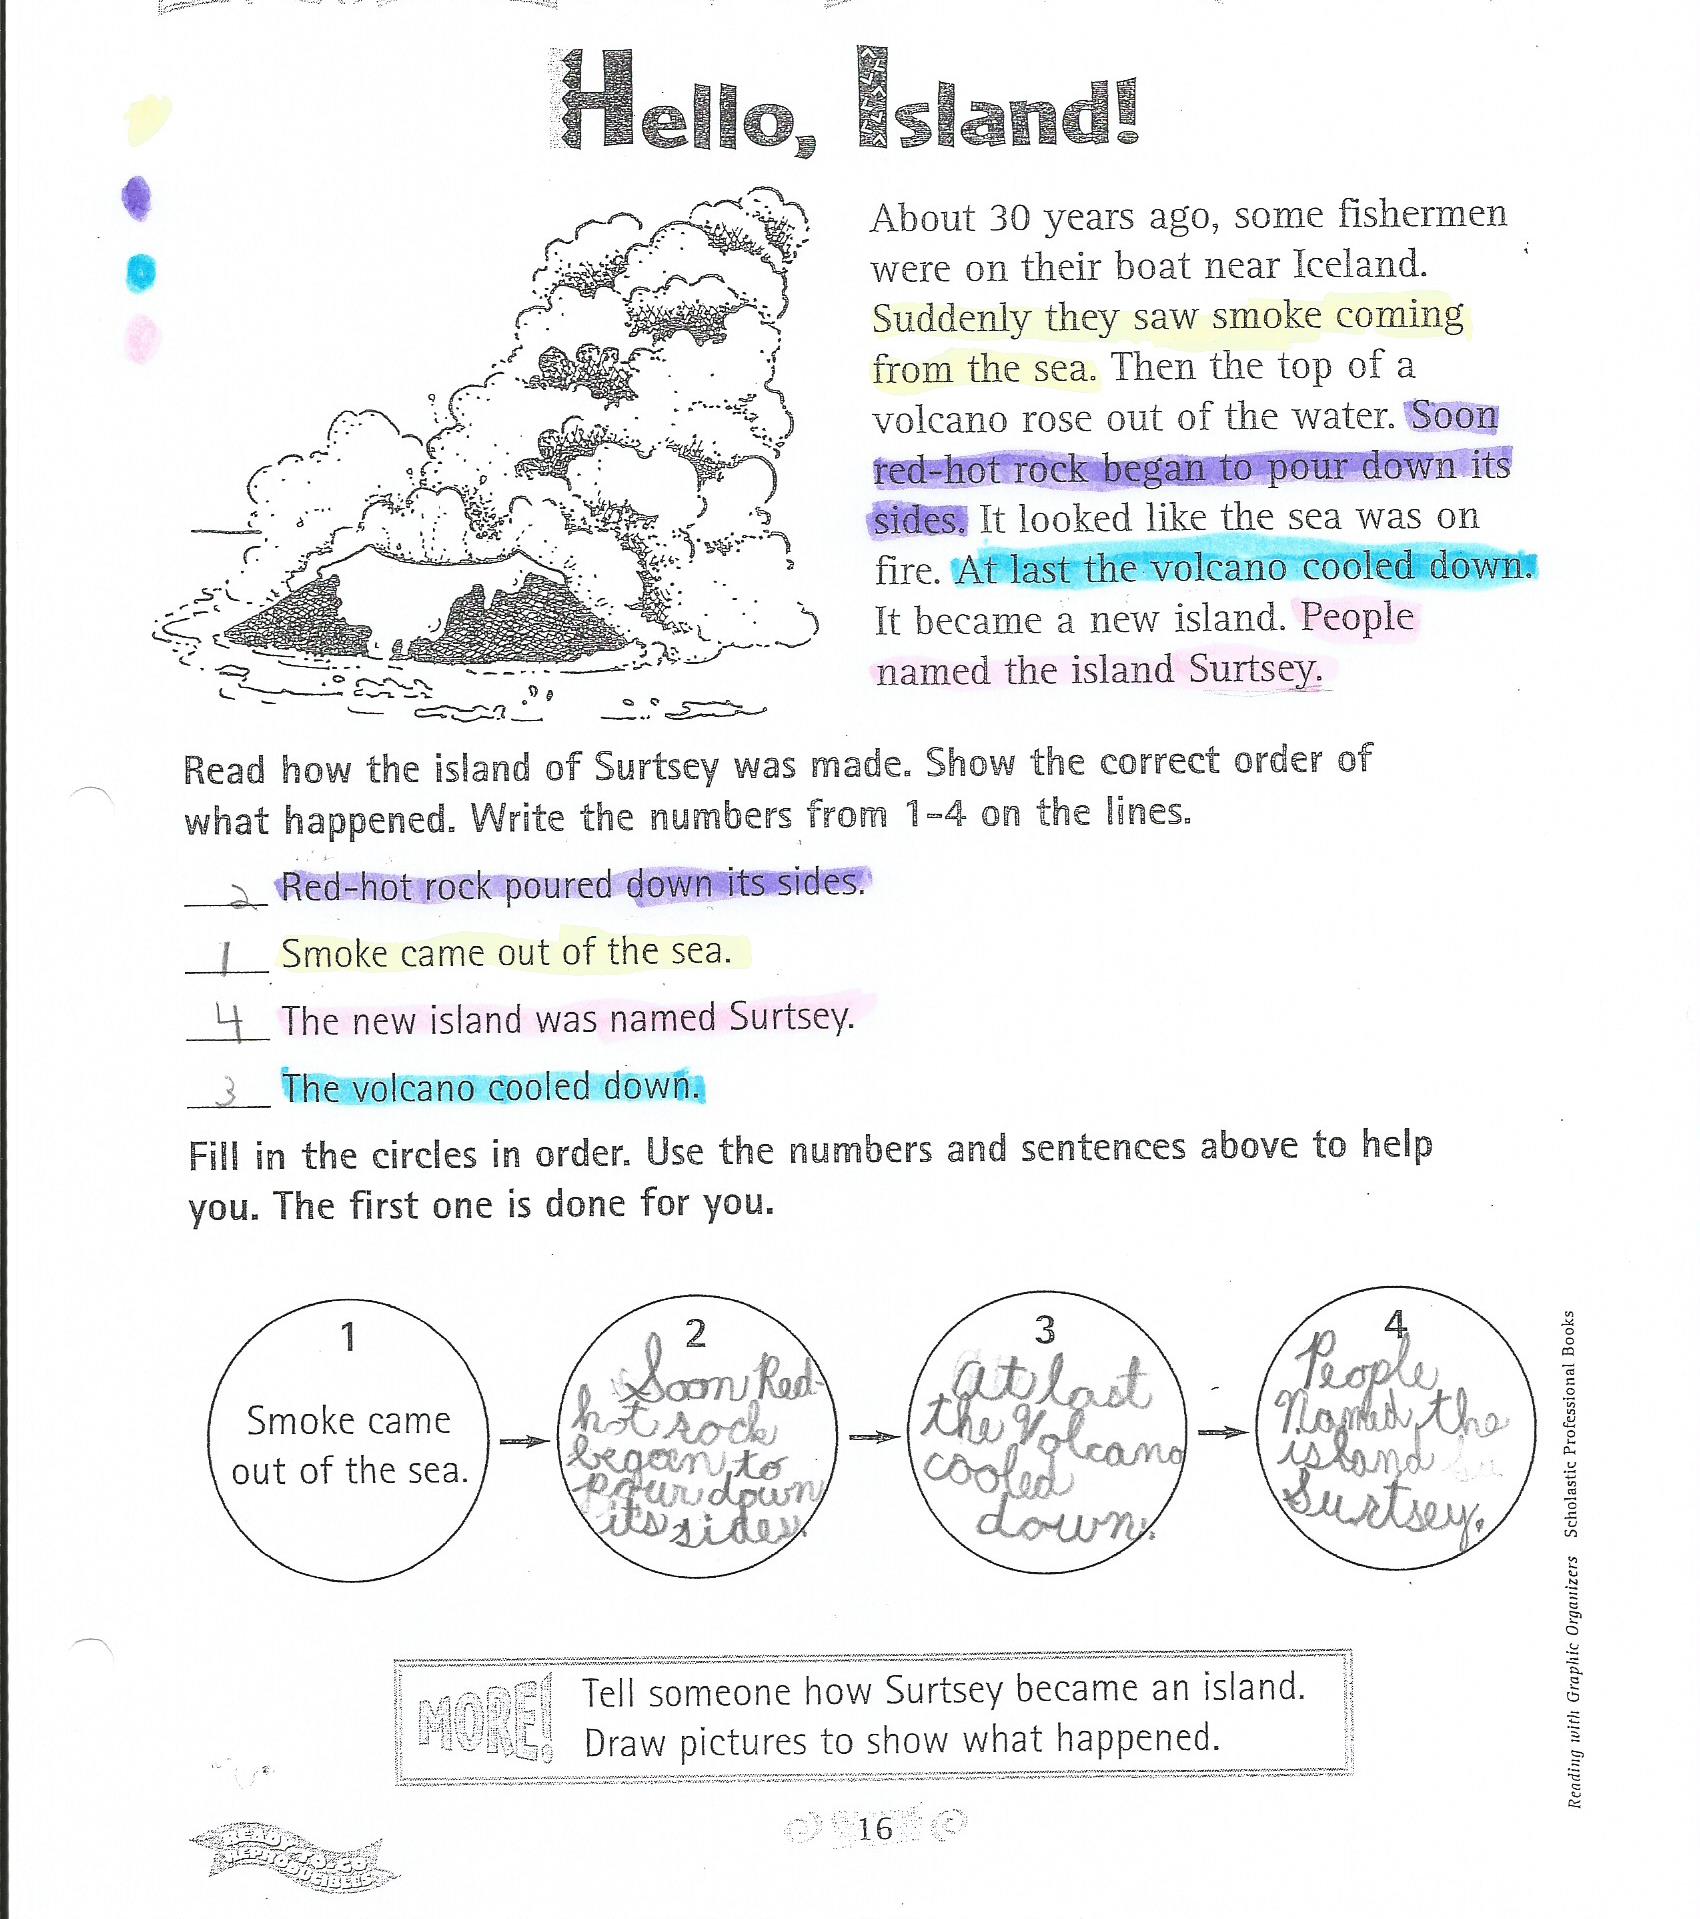 Hello, Island!
About 30 years ago, some fishermen
were on their boat near Iceland.
Suddenly they saw smoke coming
from the sea. Then the top of a
volcano rose out of the water. Soon
red-hot rock began to pour down its
sides. It looked like the sea was on
fire. At last the volcano cooled down.
It became a new island. People
named the island Surtsey.
Read how the island of Surtsey was made. Show the correct order of
what happened. Write the numbers from 1–4 on the lines.
2 Red-hot rock poured down its sides.
1 Smoke came out of the sea.
4 The new island was named Surtsey.
3 The volcano cooled down.
Fill in the circles in order. Use the numbers and sentences above to help
you. The first one is done for you.
1
Smoke came
out of the sea.
2
Soon Red-
hot rock
began to
pour down
its sides.
3
At last
the Volcano
cooled
down.
4
People
Named the
island
Surtsey.
MORE!
Tell someone how Surtsey became an island.
Draw pictures to show what happened.
16
READY-TO-GO
REPRODUCIBLES
Reading with Graphic Organizers Scholastic Professional Books